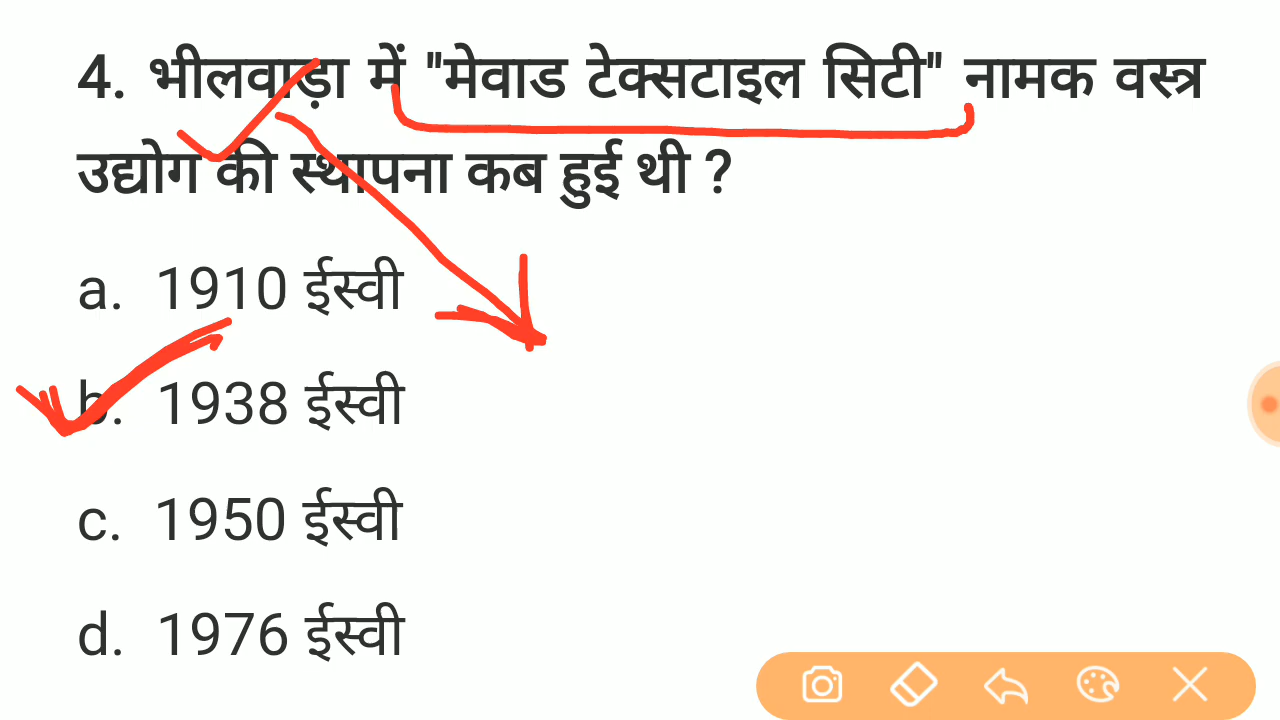 4. भीलवाड़ा में "मेवाड टेक्सटाइल सिटी" नामक वस्त्र
उद्योग की स्थापना कब हुई थी ?
a. 1910 ईस्वी
b. 1938 ईस्वी
c. 1950 ईस्वी
d. 1976 ईस्वी